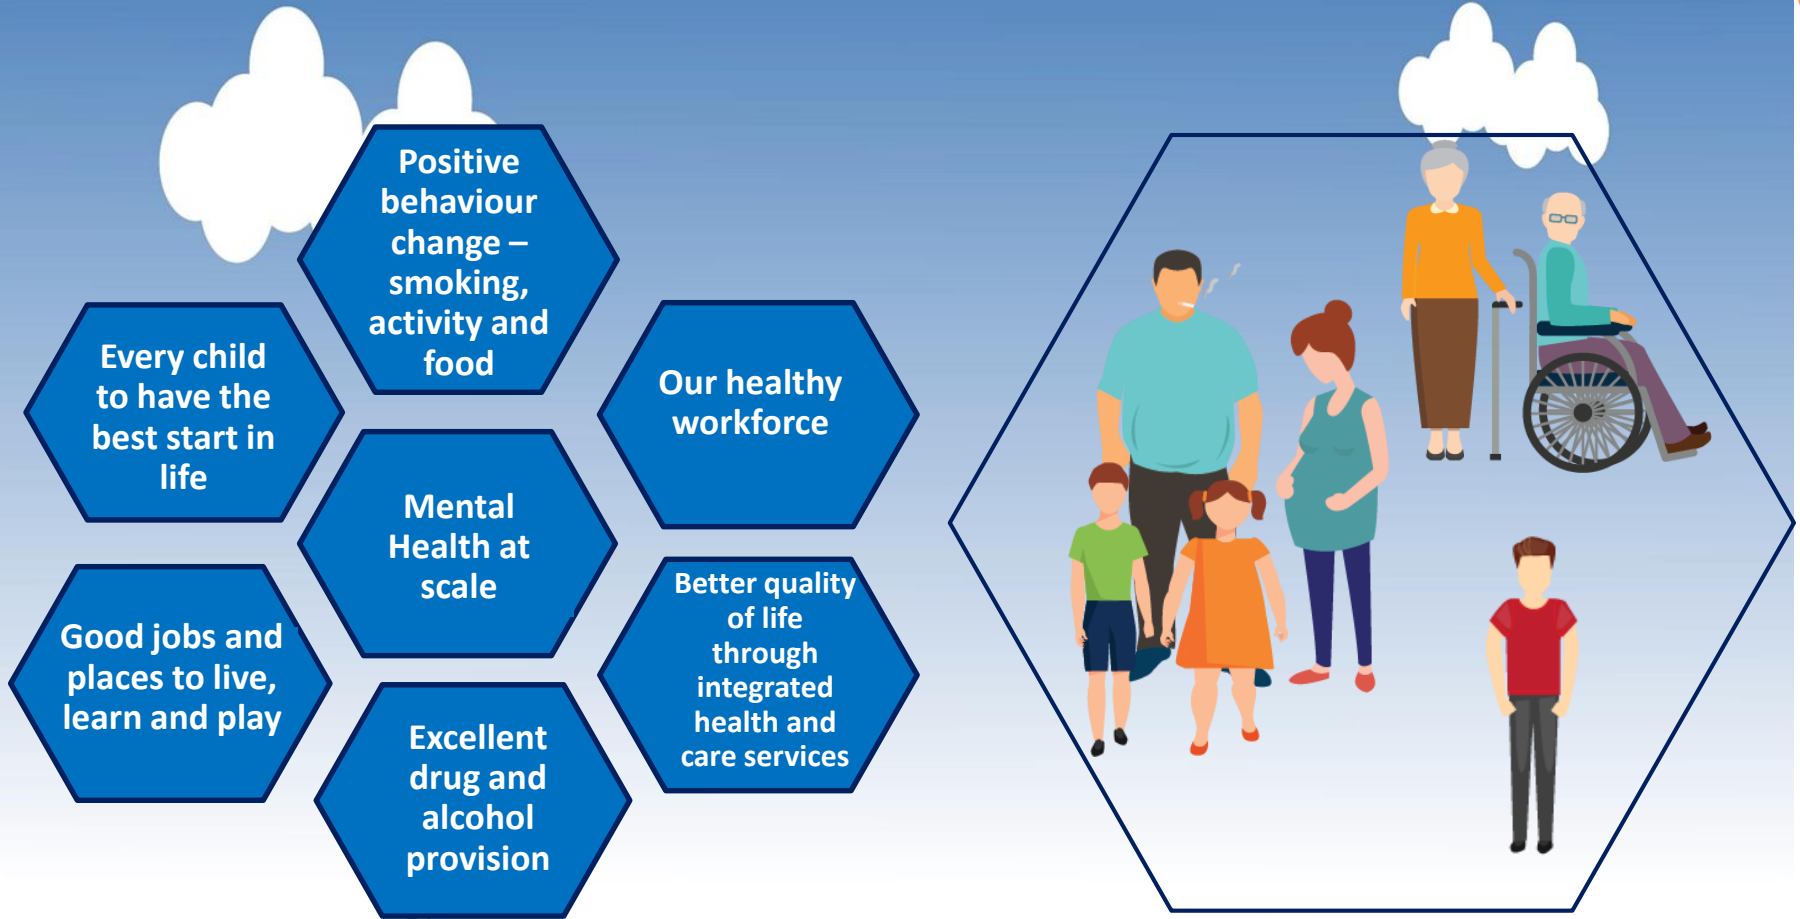 Positive
behaviour
change –
smoking,
activity and
food
Every child
to have the
best start in
life
Our healthy
workforce
Mental
Health at
scale
Good jobs and
places to live,
learn and play
Better quality
of life
through
integrated
health and
care services
Excellent
drug and
alcohol
provision